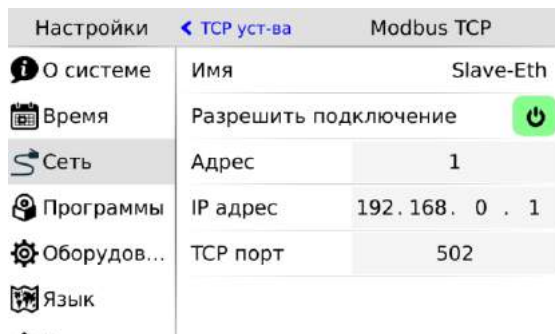 Настройки
TCP уст-ва
Modbus TCP
О системе
Имя
Slave-Eth
Время
Разрешить подключение
Сеть
Адрес
1
Программы
IP адрес
192.168. 0 . 1
Оборудов...
TCP порт
502
Язык